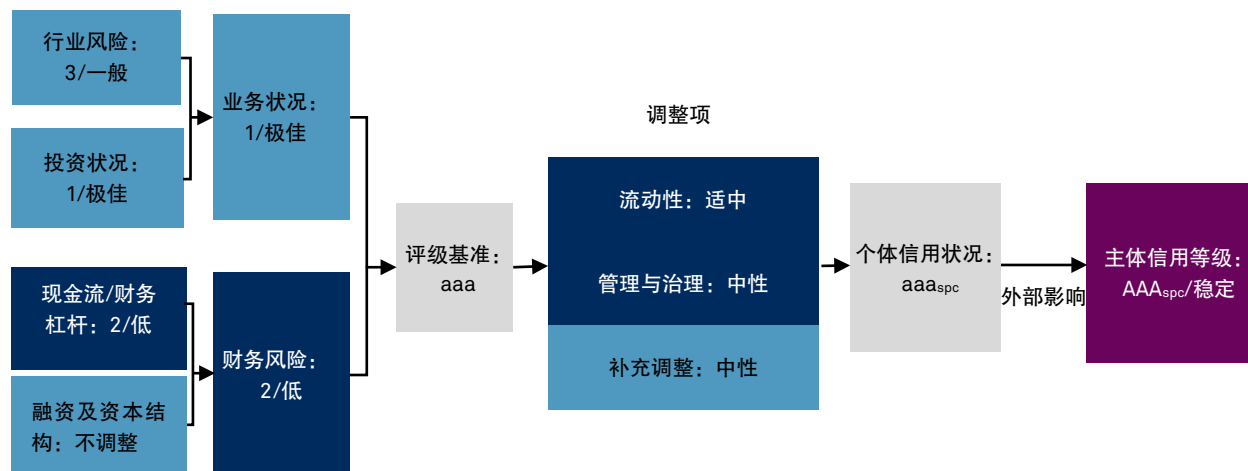 行业风险：
3/一般
投资状况：
1/极佳
业务状况：
1/极佳
现金流/财务
杠杆：2/低
融资及资本结
构：不调整
财务风险：
2/低
评级基准：
aaa
调整项
流动性：适中
管理与治理：中性
补充调整：中性
个体信用状况：
aaaspc
外部影响
主体信用等级：
AAAspc/稳定